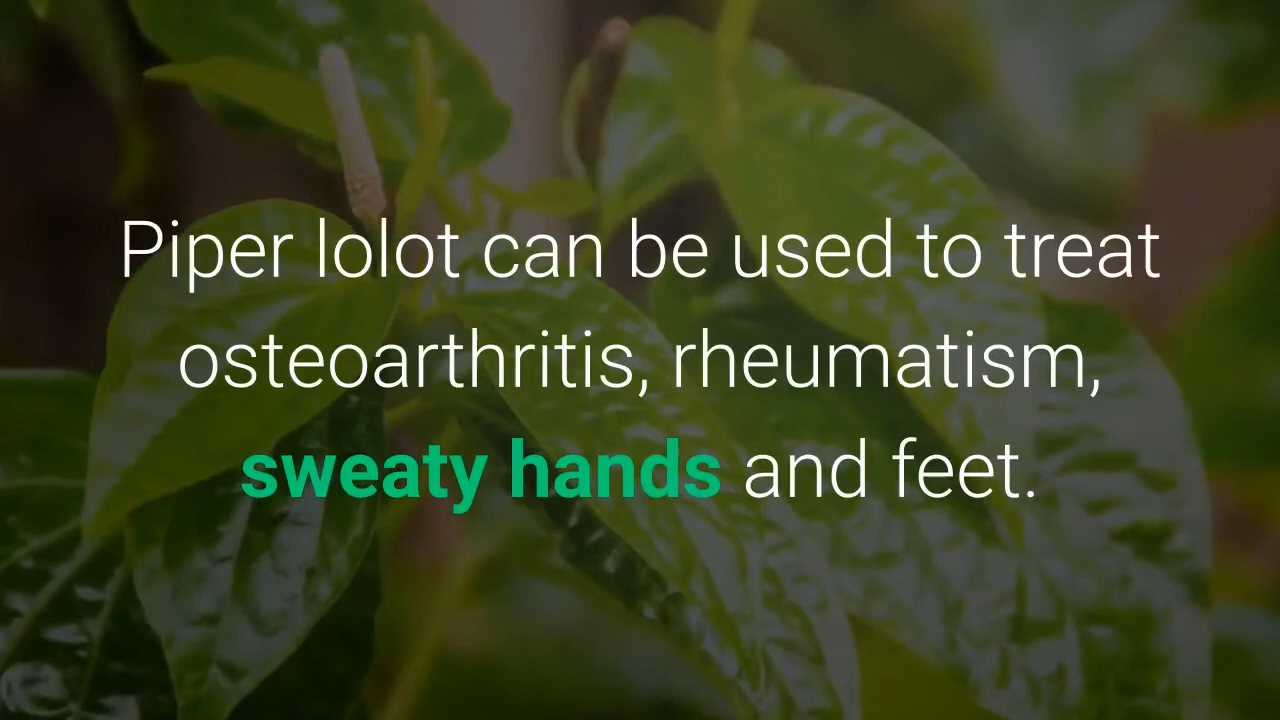 Piper lolot can be used to treat
osteoarthritis, rheumatism,
sweaty hands and feet.